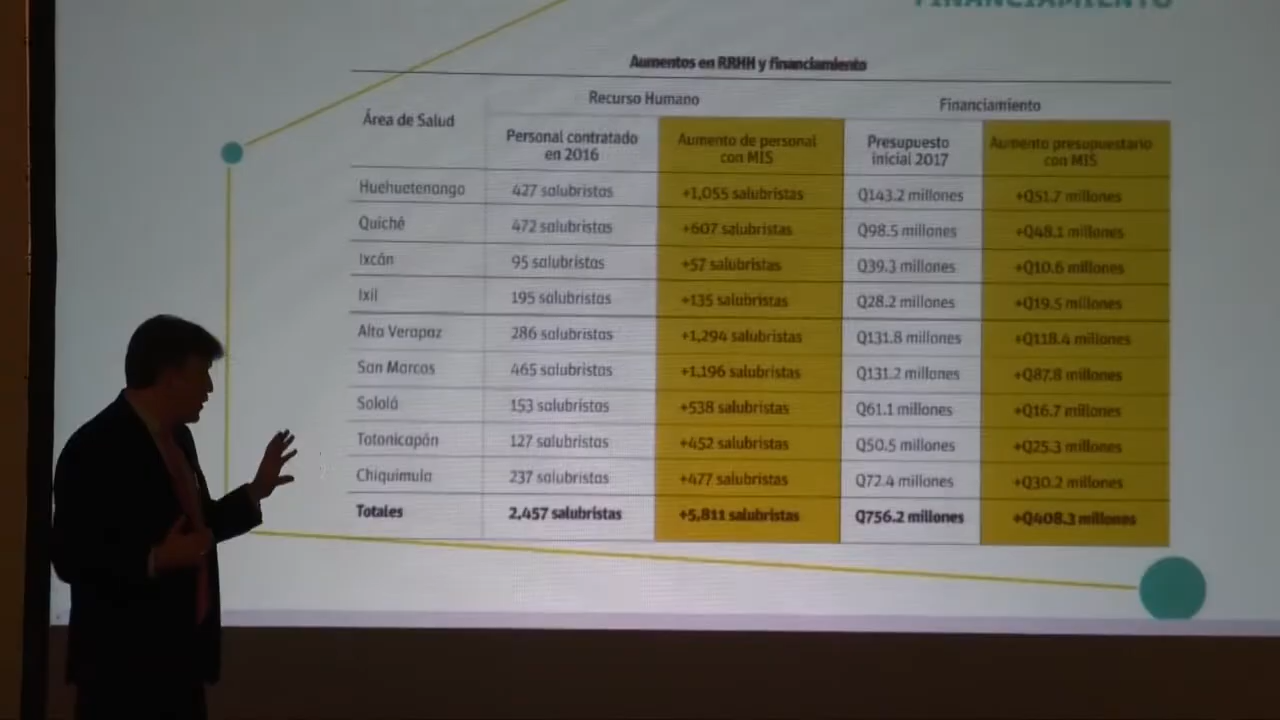 FINANCIAMIENTO
Aumentos en RRHH y financiamiento
Área de Salud
Recurso Humano
Financiamiento
Personal contratado
en 2016
Aumento de personal
con MIS
Presupuesto
inicial 2017
Aumento presupuestario
con MIS
Huehuetenango 427 salubristas +1,055 salubristas Q143.2 millones +Q51.7 millones
Quiché 472 salubristas +607 salubristas Q98.5 millones +Q48.1 millones
Ixcán 95 salubristas +57 salubristas Q39.3 millones +Q10.6 millones
Ixil 195 salubristas +135 salubristas Q28.2 millones +Q19.5 millones
Alta Verapaz 286 salubristas +1,294 salubristas Q131.8 millones +Q118.4 millones
San Marcos 465 salubristas +1,196 salubristas Q131.2 millones +Q87.8 millones
Sololá 153 salubristas +538 salubristas Q61.1 millones +Q16.7 millones
Totonicapán 127 salubristas +452 salubristas Q50.5 millones +Q25.3 millones
Chiquimula 237 salubristas +477 salubristas Q72.4 millones +Q30.2 millones
Totales 2,457 salubristas +5,811 salubristas Q756.2 millones +Q408.3 millones